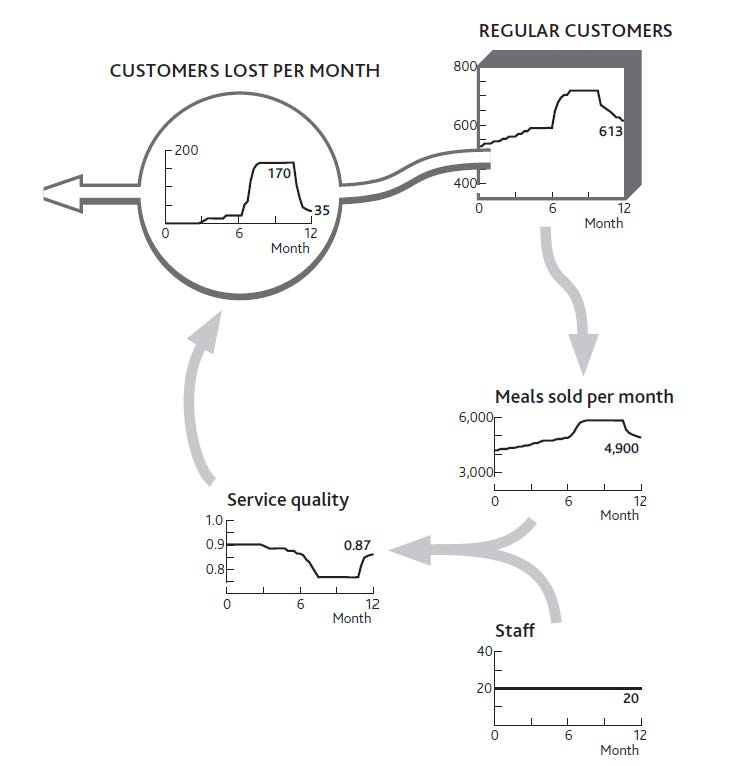 REGULAR CUSTOMERS
800
600
400
613
0 6 12
Month
CUSTOMERS LOST PER MONTH
200
170
35
0 6 12
Month
Meals sold per month
6,000
3,000
4,900
0 6 12
Month
Service quality
1.0
0.9
0.8
0.87
0 6 12
Month
Staff
40
20
20
0 6 12
Month